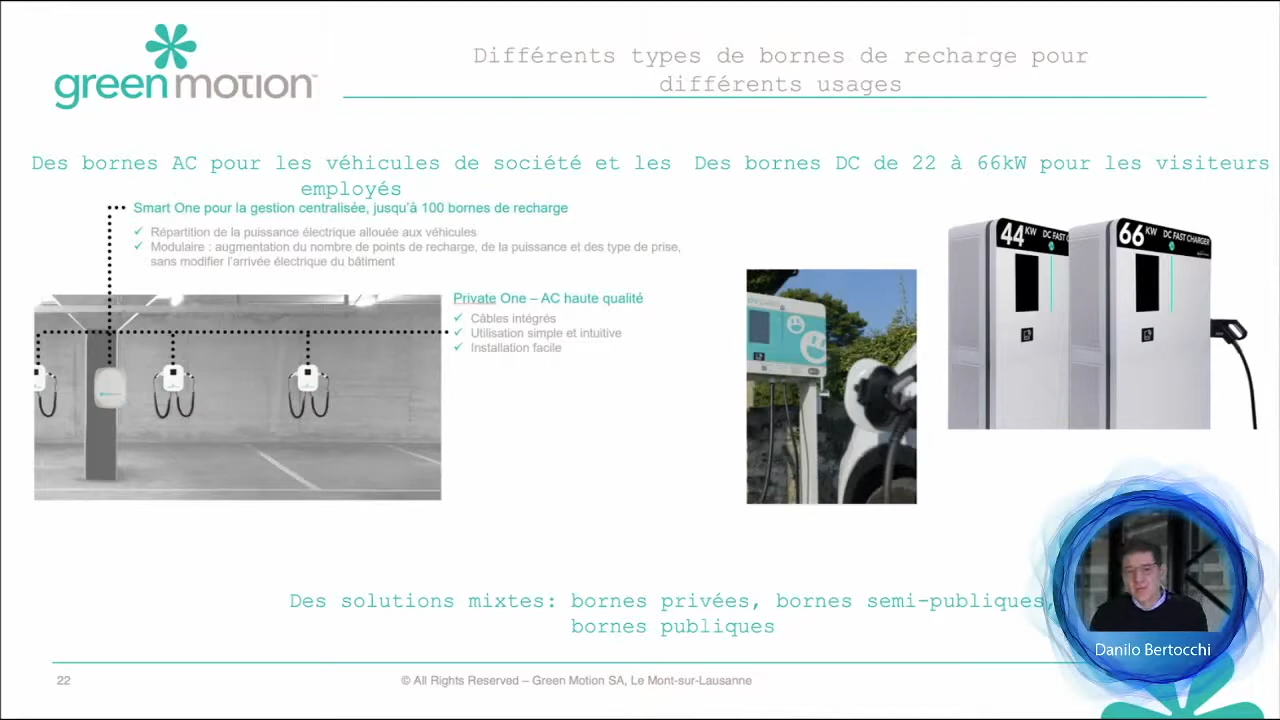 green motion™
Différents types de bornes de recharge pour
différents usages
Des bornes AC pour les véhicules de société et les
employés
Des bornes DC de 22 à 66kW pour les visiteurs
Smart One pour la gestion centralisée, jusqu'à 100 bornes de recharge
✓ Répartition de la puissance électrique allouée aux véhicules
✓ Modulaire : augmentation du nombre de points de recharge, de la puissance et des type de prise,
sans modifier l'arrivée électrique du bâtiment
Private One – AC haute qualité
✓ Câbles intégrés
✓ Utilisation simple et intuitive
✓ Installation facile
44 KW DC FAST C
66 KW DC FAST CHARGER
Des solutions mixtes: bornes privées, bornes semi-publiques,
bornes publiques
Danilo Bertocchi
22
© All Rights Reserved – Green Motion SA, Le Mont-sur-Lausanne